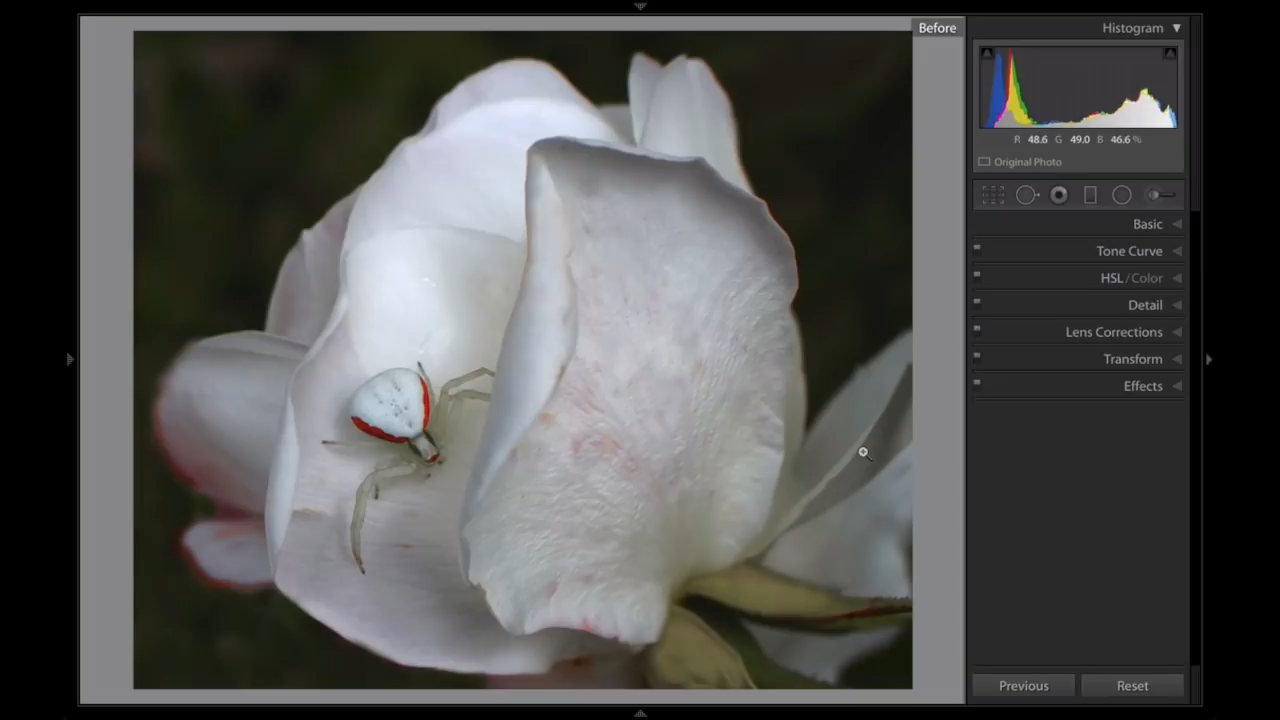 Before
Histogram
R 48.6 G 49.0 B 46.6 %
Original Photo
Basic
Tone Curve
HSL / Color
Detail
Lens Corrections
Transform
Effects
Previous
Reset